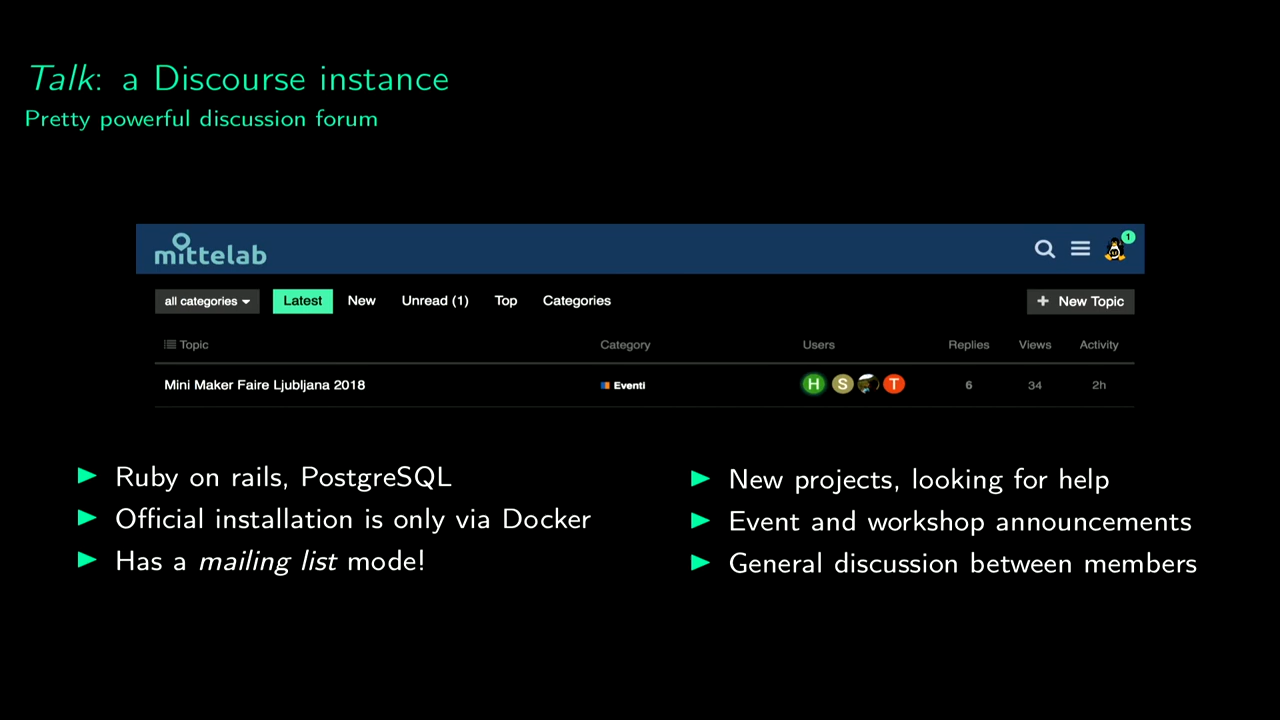 Talk: a Discourse instance
Pretty powerful discussion forum
mittelab
1
all categories
Latest
New
Unread (1)
Top
Categories
+ New Topic
Topic
Category
Users
Replies
Views
Activity
Mini Maker Faire Ljubljana 2018
Eventi
H
S
T
6
34
2h
Ruby on rails, PostgreSQL
Official installation is only via Docker
Has a mailing list mode!
New projects, looking for help
Event and workshop announcements
General discussion between members